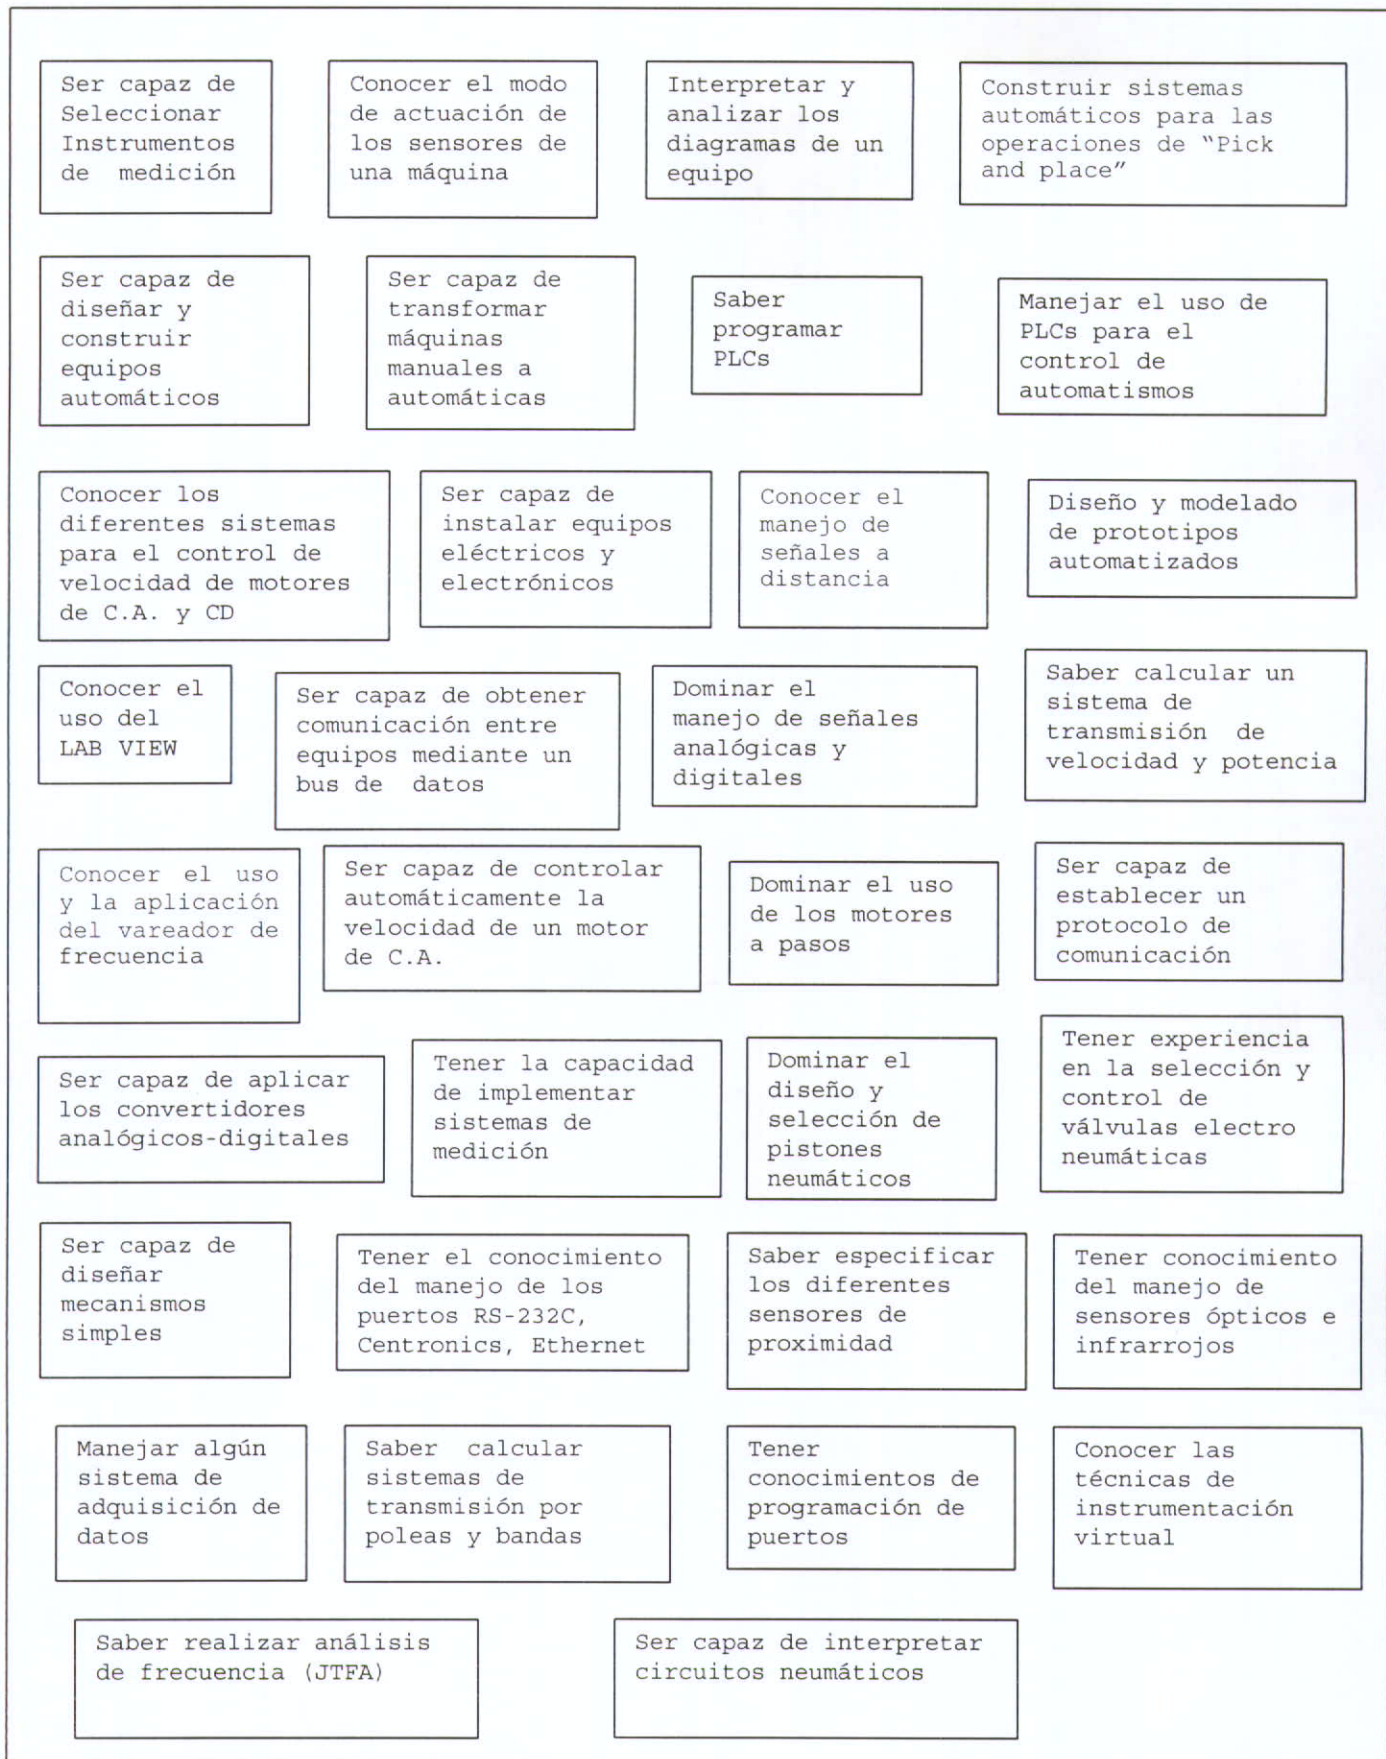 Ser capaz de
Seleccionar
Instrumentos
de medición
Conocer el modo
de actuación de
los sensores de
una máquina
Interpretar y
analizar los
diagramas de un
equipo
Construir sistemas
automáticos para las
operaciones de "Pick
and place"
Ser capaz de
diseñar y
construir
equipos
automáticos
Ser capaz de
transformar
máquinas
manuales a
automáticas
Saber
programar
PLCs
Manejar el uso de
PLCs para el
control de
automatismos
Conocer los
diferentes sistemas
para el control de
velocidad de motores
de C.A. y CD
Ser capaz de
instalar equipos
eléctricos y
electrónicos
Conocer el
manejo de
señales a
distancia
Diseño y modelado
de prototipos
automatizados
Conocer el
uso del
LAB VIEW
Ser capaz de obtener
comunicación entre
equipos mediante un
bus de datos
Dominar el
manejo de señales
analógicas y
digitales
Saber calcular un
sistema de
transmisión de
velocidad y potencia
Conocer el uso
y la aplicación
del vareador de
frecuencia
Ser capaz de controlar
automáticamente la
velocidad de un motor
de C.A.
Dominar el uso
de los motores
a pasos
Ser capaz de
establecer un
protocolo de
comunicación
Ser capaz de aplicar
los convertidores
analógicos-digitales
Tener la capacidad
de implementar
sistemas de
medición
Dominar el
diseño y
selección de
pistones
neumáticos
Tener experiencia
en la selección y
control de
válvulas electro
neumáticas
Ser capaz de
diseñar
mecanismos
simples
Tener el conocimiento
del manejo de los
puertos RS-232C,
Centronics, Ethernet
Saber especificar
los diferentes
sensores de
proximidad
Tener conocimiento
del manejo de
sensores ópticos e
infrarrojos
Manejar algún
sistema de
adquisición de
datos
Saber calcular
sistemas de
transmisión por
poleas y bandas
Tener
conocimientos de
programación de
puertos
Conocer las
técnicas de
instrumentación
virtual
Saber realizar análisis
de frecuencia (JTFA)
Ser capaz de interpretar
circuitos neumáticos